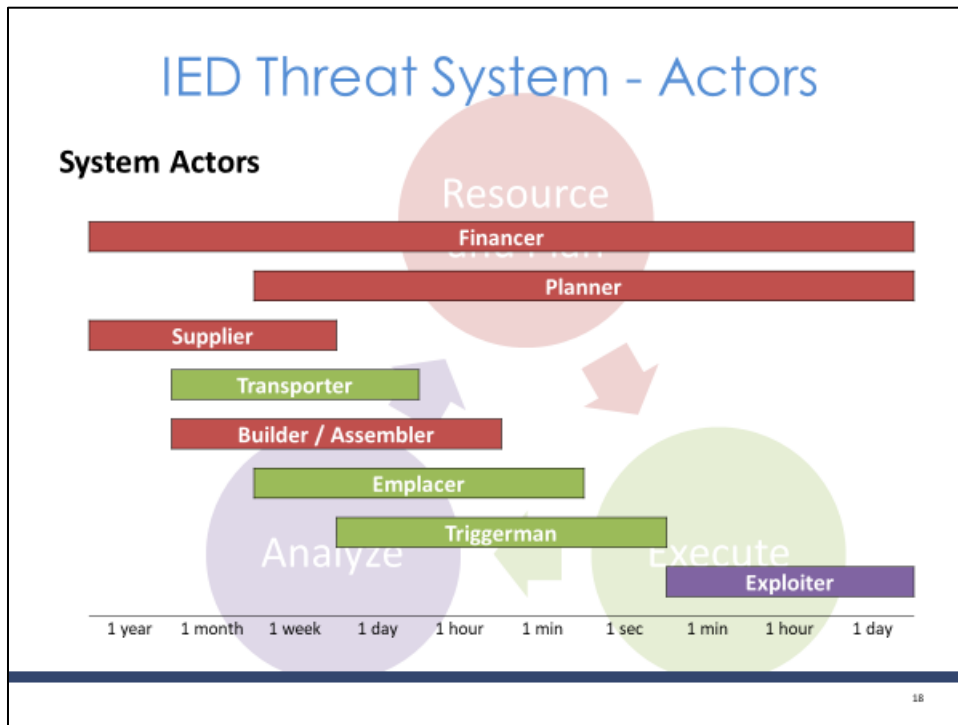 IED Threat System - Actors
System Actors
Resource
and Plan
Financer
Planner
Supplier
Transporter
Builder / Assembler
Emplacer
Triggerman
Analyze
Execute
Exploiter
1 year 1 month 1 week 1 day 1 hour 1 min 1 sec 1 min 1 hour 1 day
18